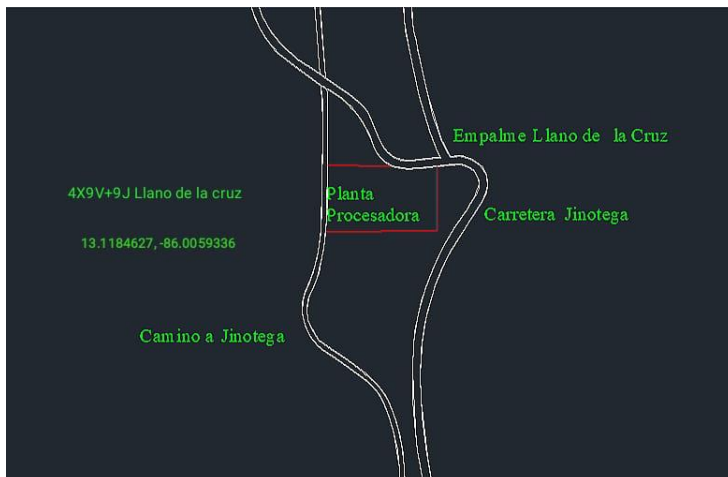 Empalme Llano de la Cruz
4X9V+9J Llano de la cruz
Planta
Procesadora
Carretera Jinotega
13.1184627, -86.0059336
Camino a Jinotega